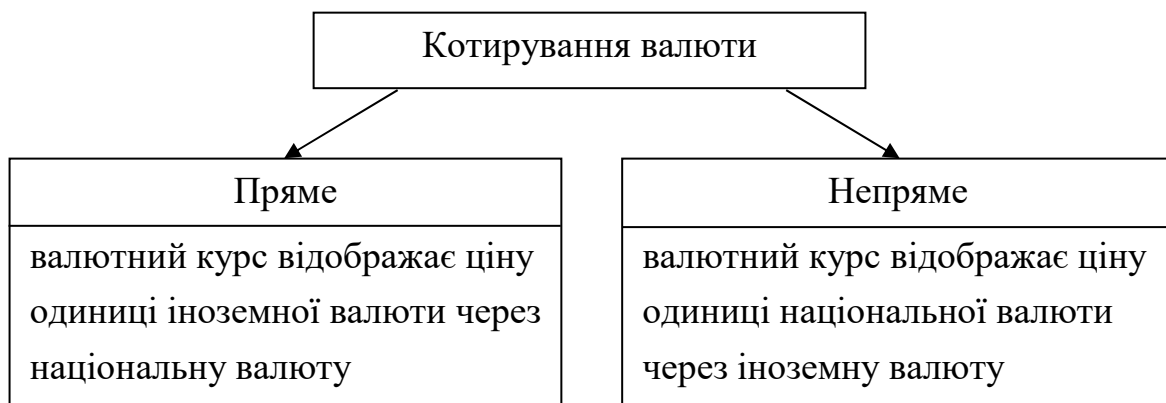 Котирування валюти
Пряме
валютний курс відображає ціну
одиниці іноземної валюти через
національну валюту
Непряме
валютний курс відображає ціну
одиниці національної валюти
через іноземну валюту